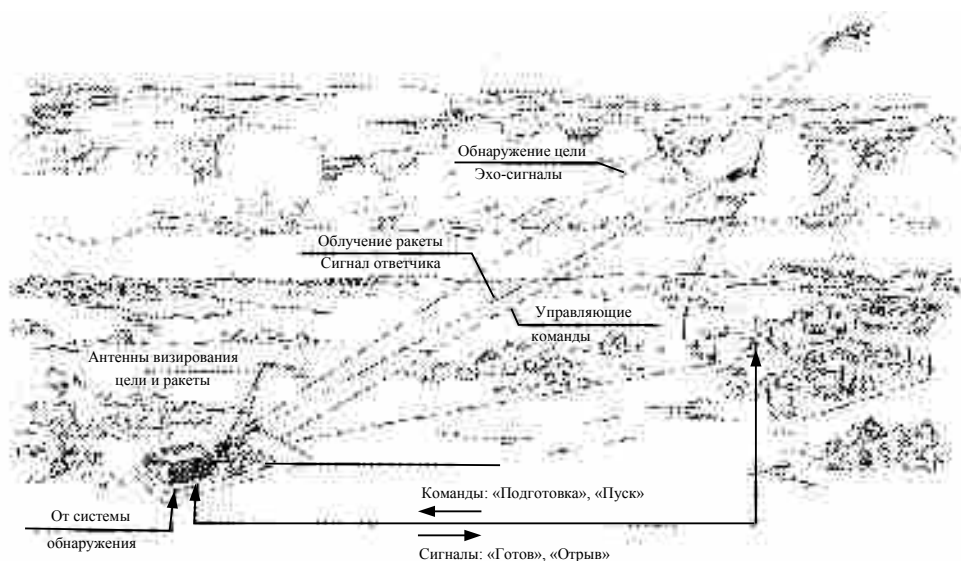 Обнаружение цели
Эхо-сигналы
Облучение ракеты
Сигнал ответчика
Управляющие
команды
Антенны визирования
цели и ракеты
Команды: «Подготовка», «Пуск»
От системы
обнаружения
Сигналы: «Готов», «Отрыв»